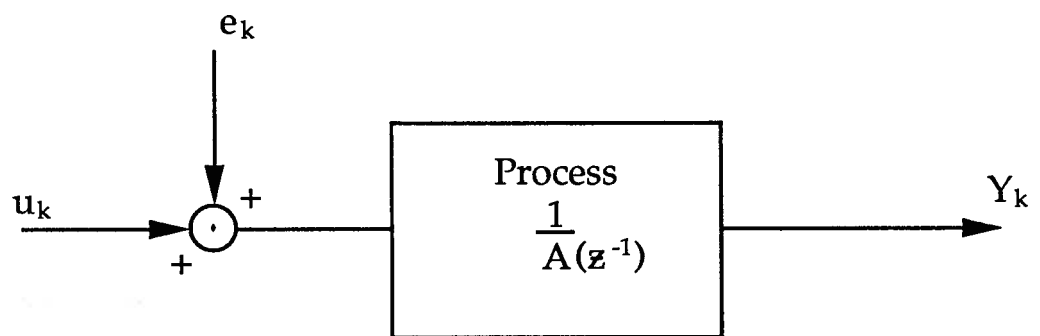 e_k
+
u_k
+
Process
1
A(z^-1)
Y_k